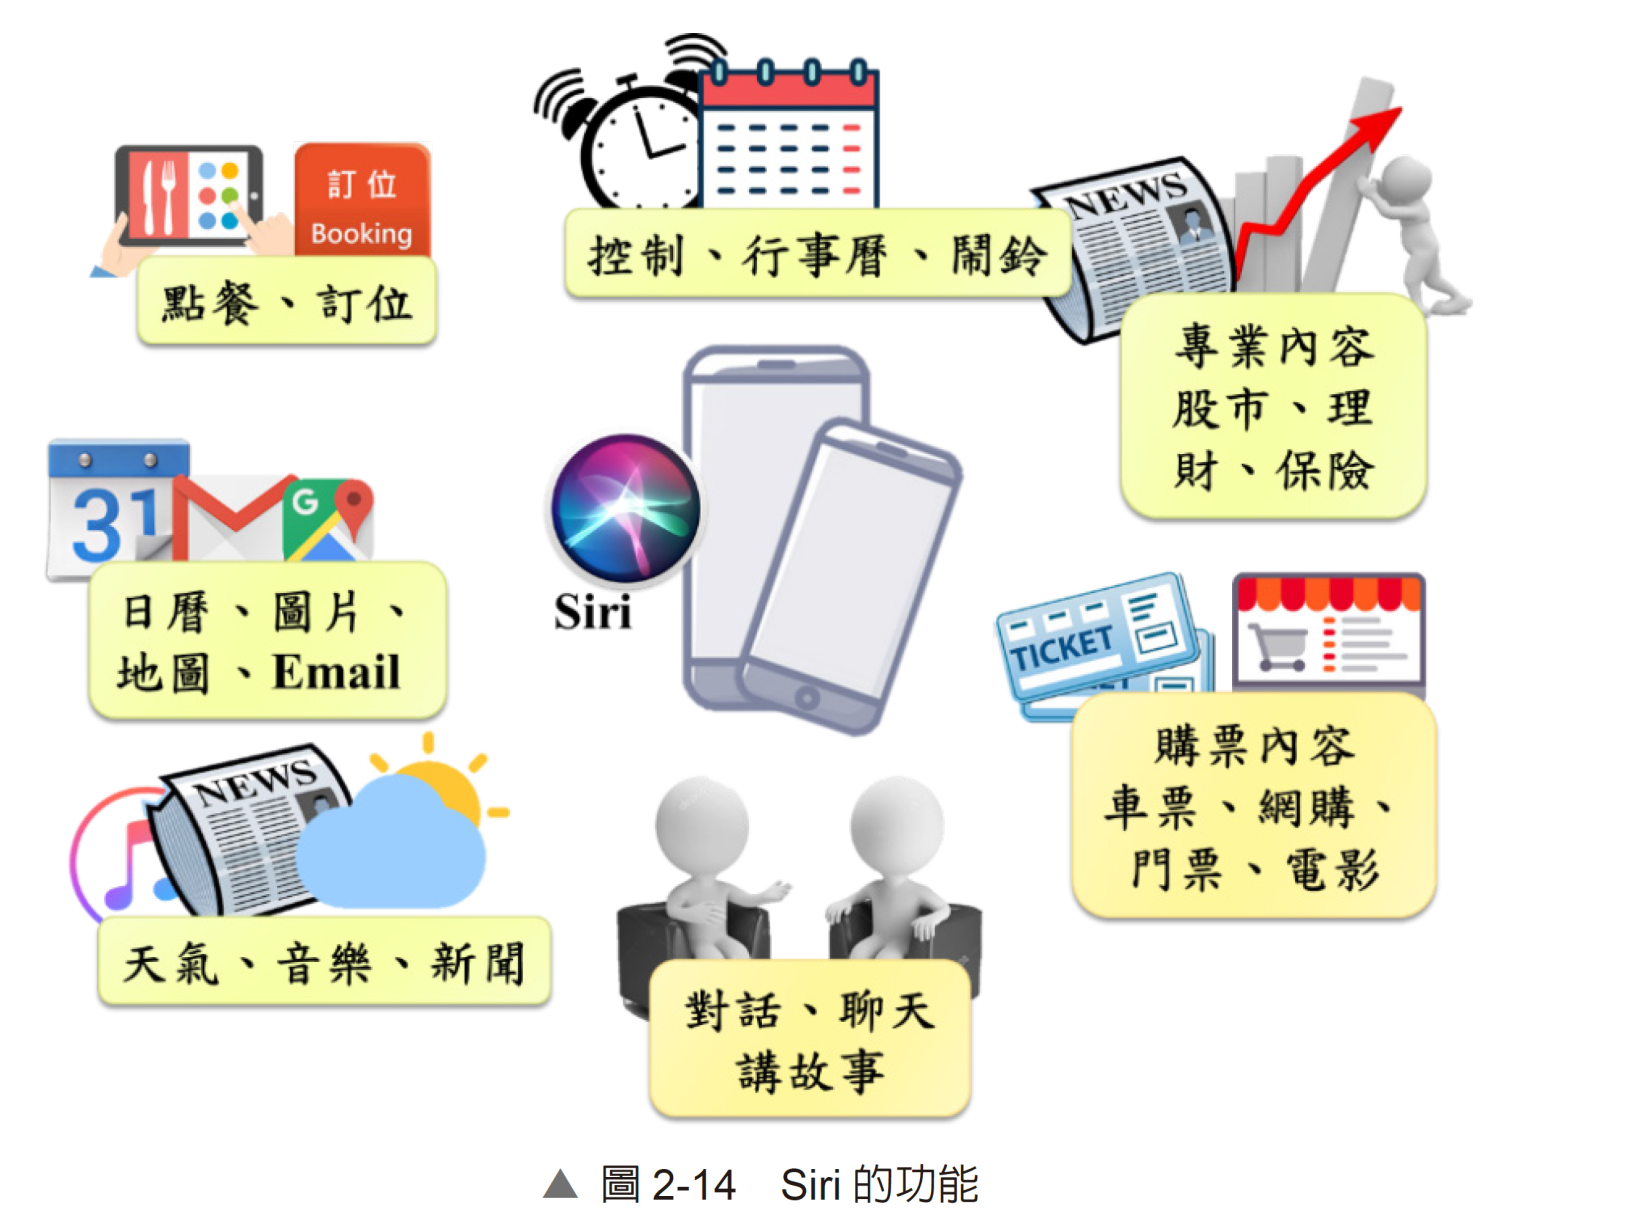 訂位
Booking
點餐、訂位
控制、行事曆、鬧鈴
NEWS
專業內容
股市、理
財、保險
31
G
日曆、圖片、
地圖、Email
Siri
TICKET
購票內容
車票、網購、
門票、電影
NEWS
天氣、音樂、新聞
對話、聊天
講故事
▲ 圖 2-14 Siri 的功能